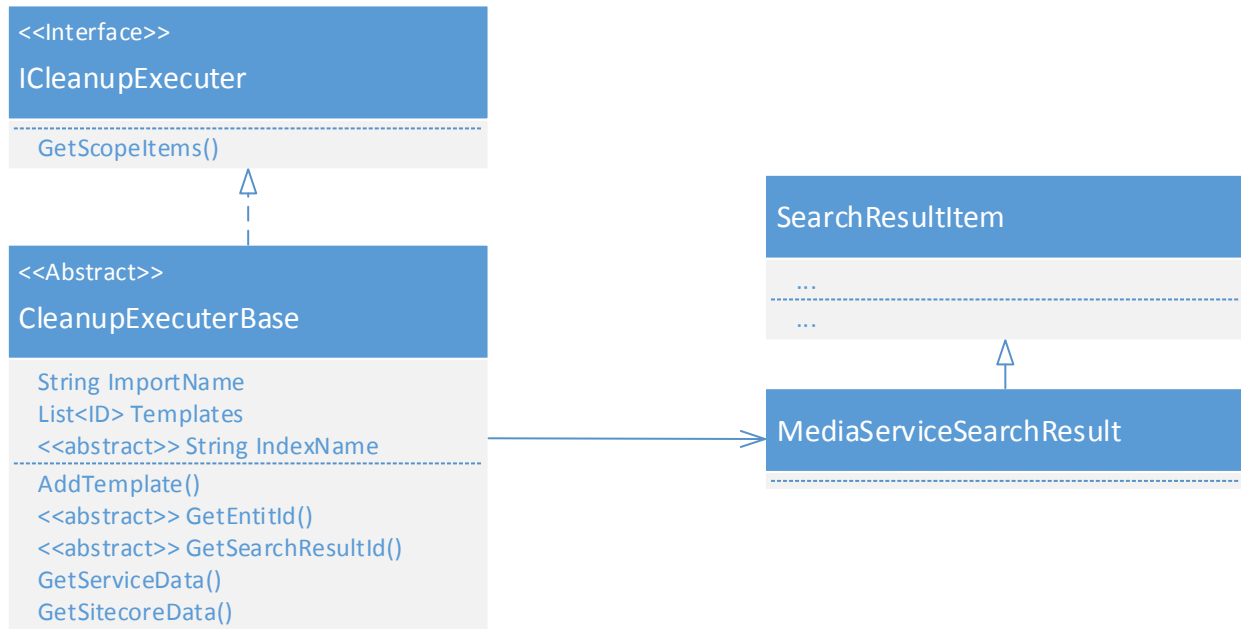 <<Interface>>
ICleanupExecuter
GetScopeItems()
<<Abstract>>
CleanupExecuterBase
String ImportName
List<ID> Templates
<<abstract>> String IndexName
AddTemplate()
<<abstract>> GetEntitId()
<<abstract>> GetSearchResultId()
GetServiceData()
GetSitecoreData()
SearchResultItem
...
...
MediaServiceSearchResult